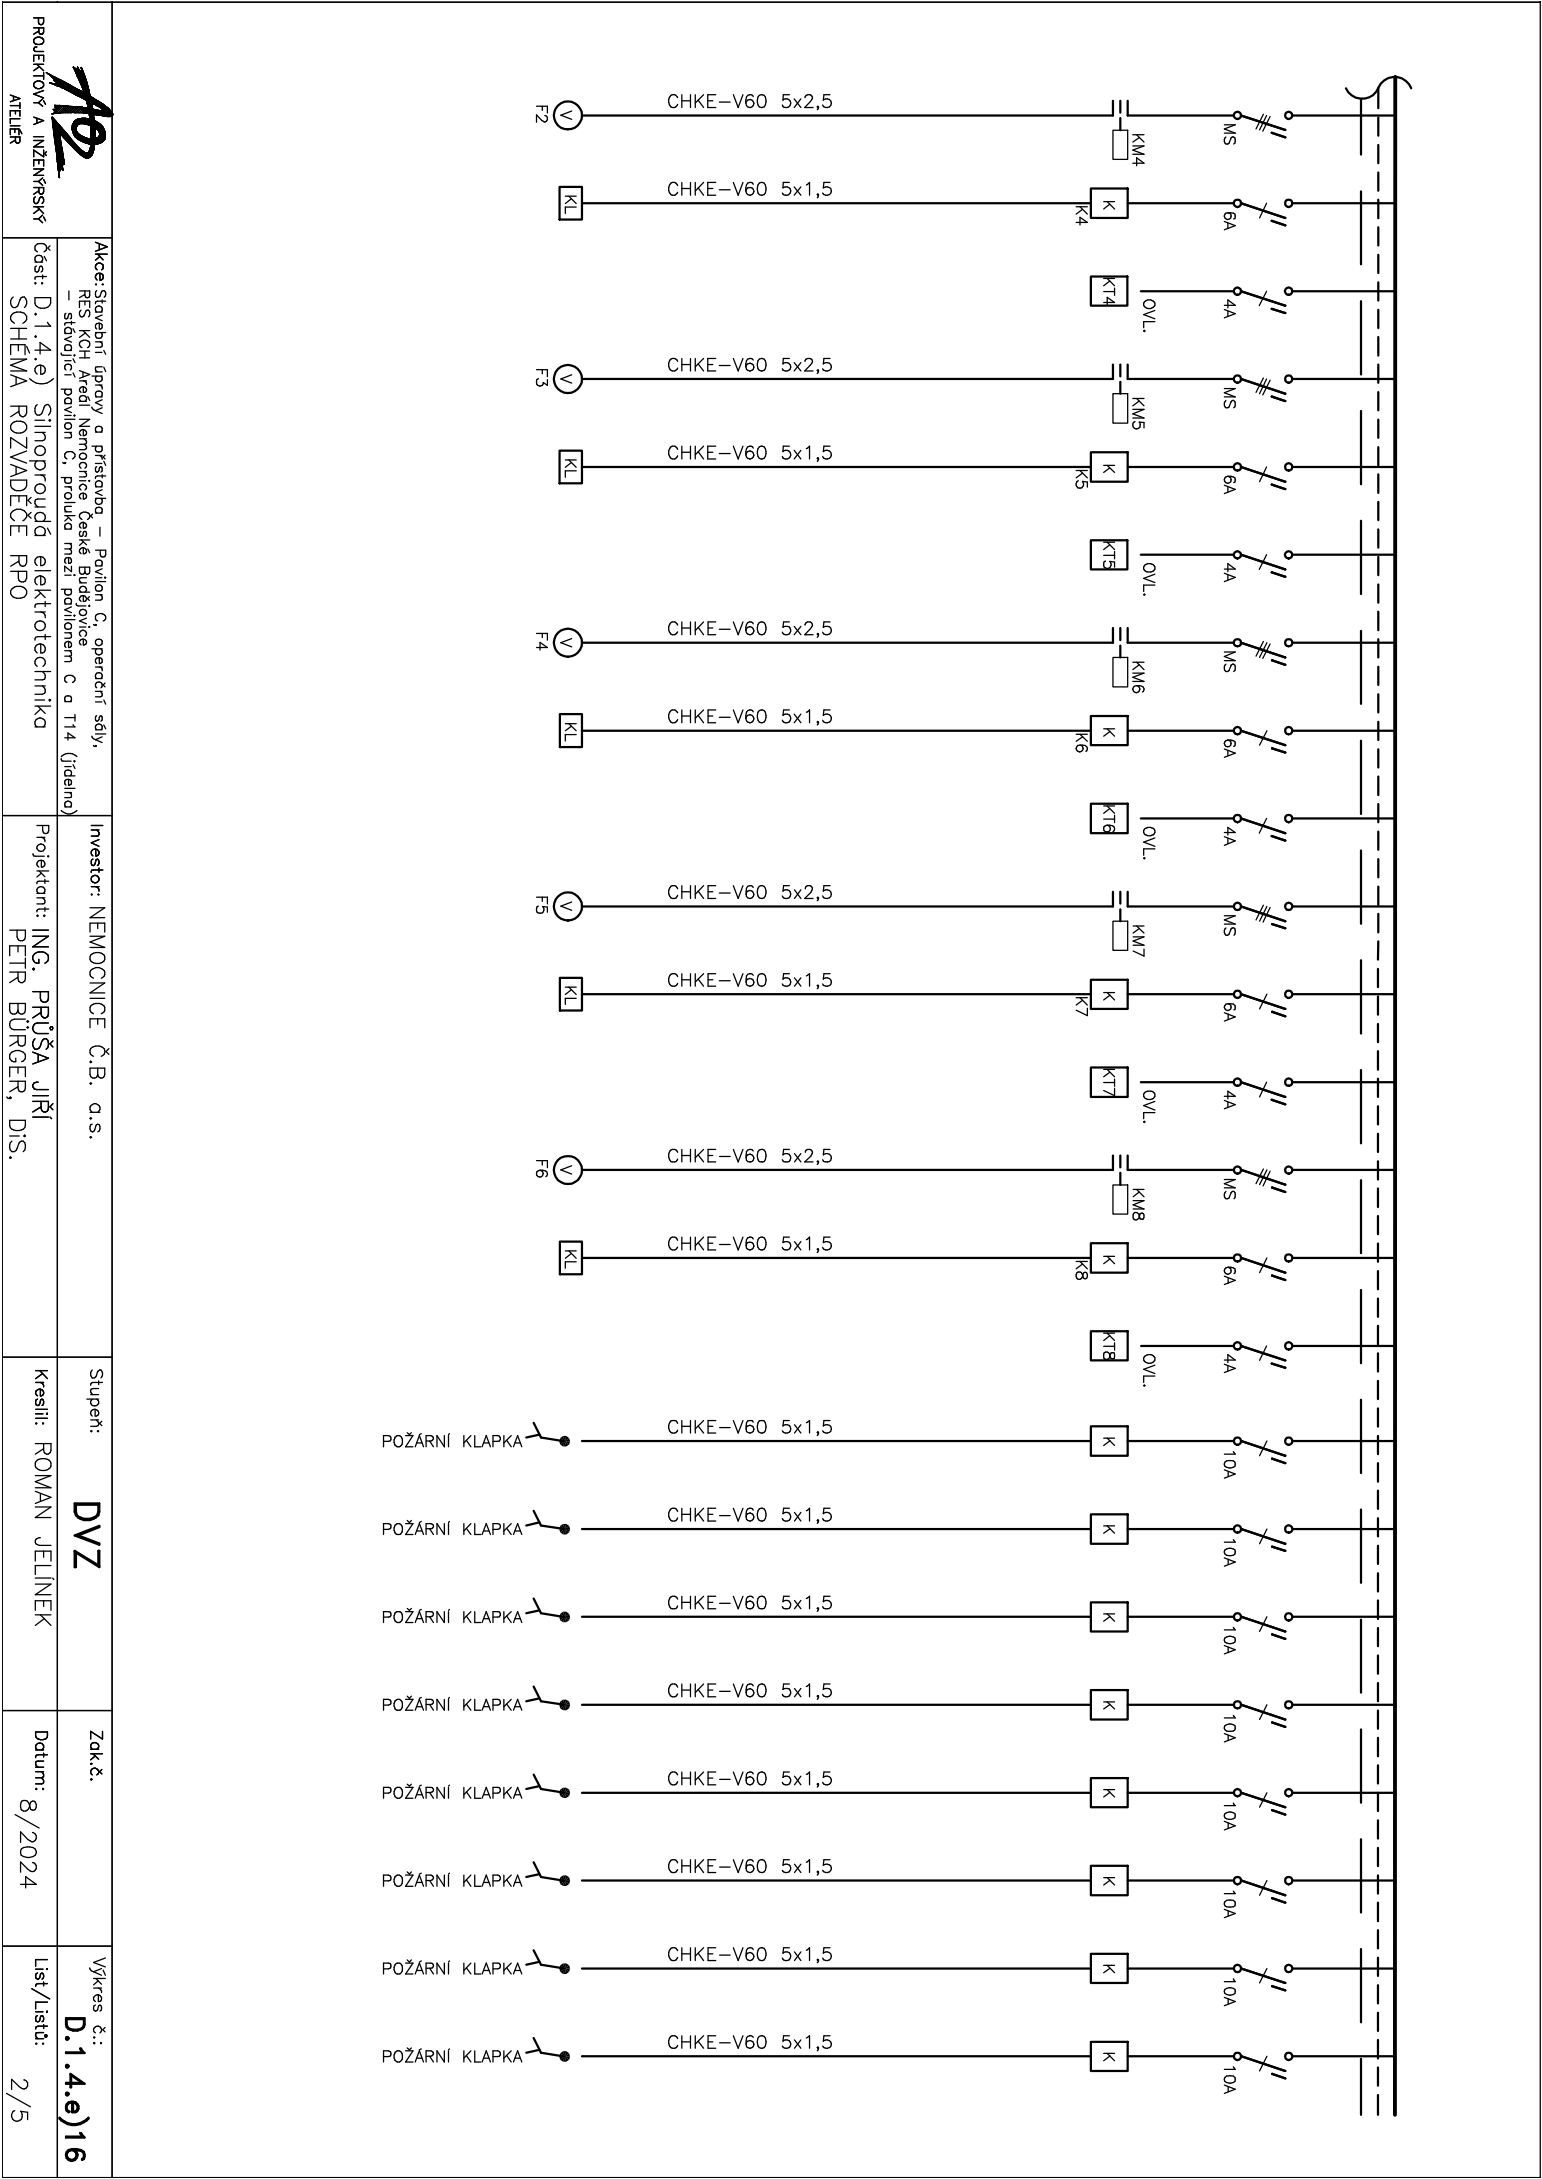 CHKE-V60 5x2,5
F2
V
KM4
MS
CHKE-V60 5x1,5
KL
K
K4
6A
KT4
OVL.
4A
CHKE-V60 5x2,5
F3
V
KM5
MS
CHKE-V60 5x1,5
KL
K
K5
6A
KT5
OVL.
4A
CHKE-V60 5x2,5
F4
V
KM6
MS
CHKE-V60 5x1,5
KL
K
K6
6A
KT6
OVL.
4A
CHKE-V60 5x2,5
F5
V
KM7
MS
CHKE-V60 5x1,5
KL
K
K7
6A
KT7
OVL.
4A
CHKE-V60 5x2,5
F6
V
KM8
MS
CHKE-V60 5x1,5
KL
K
K8
6A
KT8
OVL.
4A
POŽÁRNÍ KLAPKA
CHKE-V60 5x1,5
K
10A
POŽÁRNÍ KLAPKA
CHKE-V60 5x1,5
K
10A
POŽÁRNÍ KLAPKA
CHKE-V60 5x1,5
K
10A
POŽÁRNÍ KLAPKA
CHKE-V60 5x1,5
K
10A
POŽÁRNÍ KLAPKA
CHKE-V60 5x1,5
K
10A
POŽÁRNÍ KLAPKA
CHKE-V60 5x1,5
K
10A
POŽÁRNÍ KLAPKA
CHKE-V60 5x1,5
K
10A
POŽÁRNÍ KLAPKA
CHKE-V60 5x1,5
K
10A
A02
PROJEKTOVÝ A INŽENÝRSKÝ
ATELIÉR
Akce: Stavební úpravy a přístavba - Pavilon C, operační sály,
RES KCH Areál Nemocnice České Budějovice
- stávající pavilon C, proluka mezi pavilonem C a T14 (jídelna)
Část: D.1.4.e) Silnoproudá elektrotechnika
SCHÉMA ROZVADĚČE RPO
Investor: NEMOCNICE Č.B. a.s.
Projektant: ING. PRŮŠA JIŘÍ
PETR BÜRGER, DiS.
Stupeň: DVZ
Kreslil: ROMAN JELÍNEK
Zak.č.
Datum: 8/2024
Výkres č.: D.1.4.e)16
List/Listů: 2/5